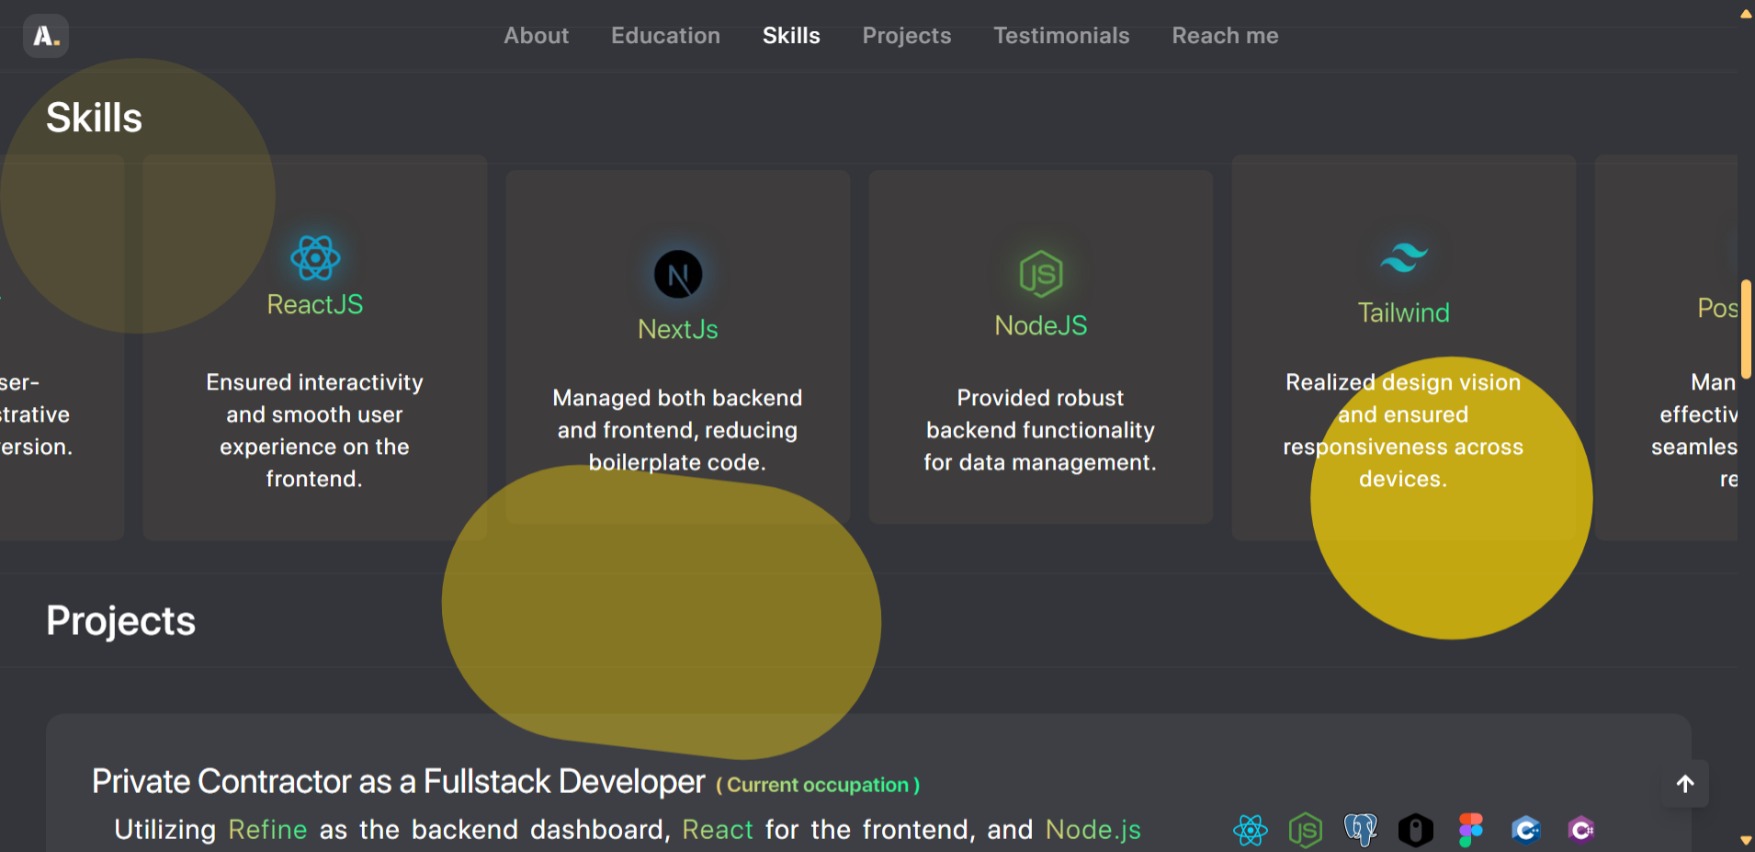 A.
About
Education
Skills
Projects
Testimonials
Reach me
Skills
ser-
strative
ersion.
ReactJS
Ensured interactivity
and smooth user
experience on the
frontend.
NextJs
Managed both backend
and frontend, reducing
boilerplate code.
NodeJS
Provided robust
backend functionality
for data management.
Tailwind
Realized design vision
and ensured
responsiveness across
devices.
Pos
Man
effectiv
seamles
re
Projects
Private Contractor as a Fullstack Developer ( Current occupation )
Utilizing Refine as the backend dashboard, React for the frontend, and Node.js